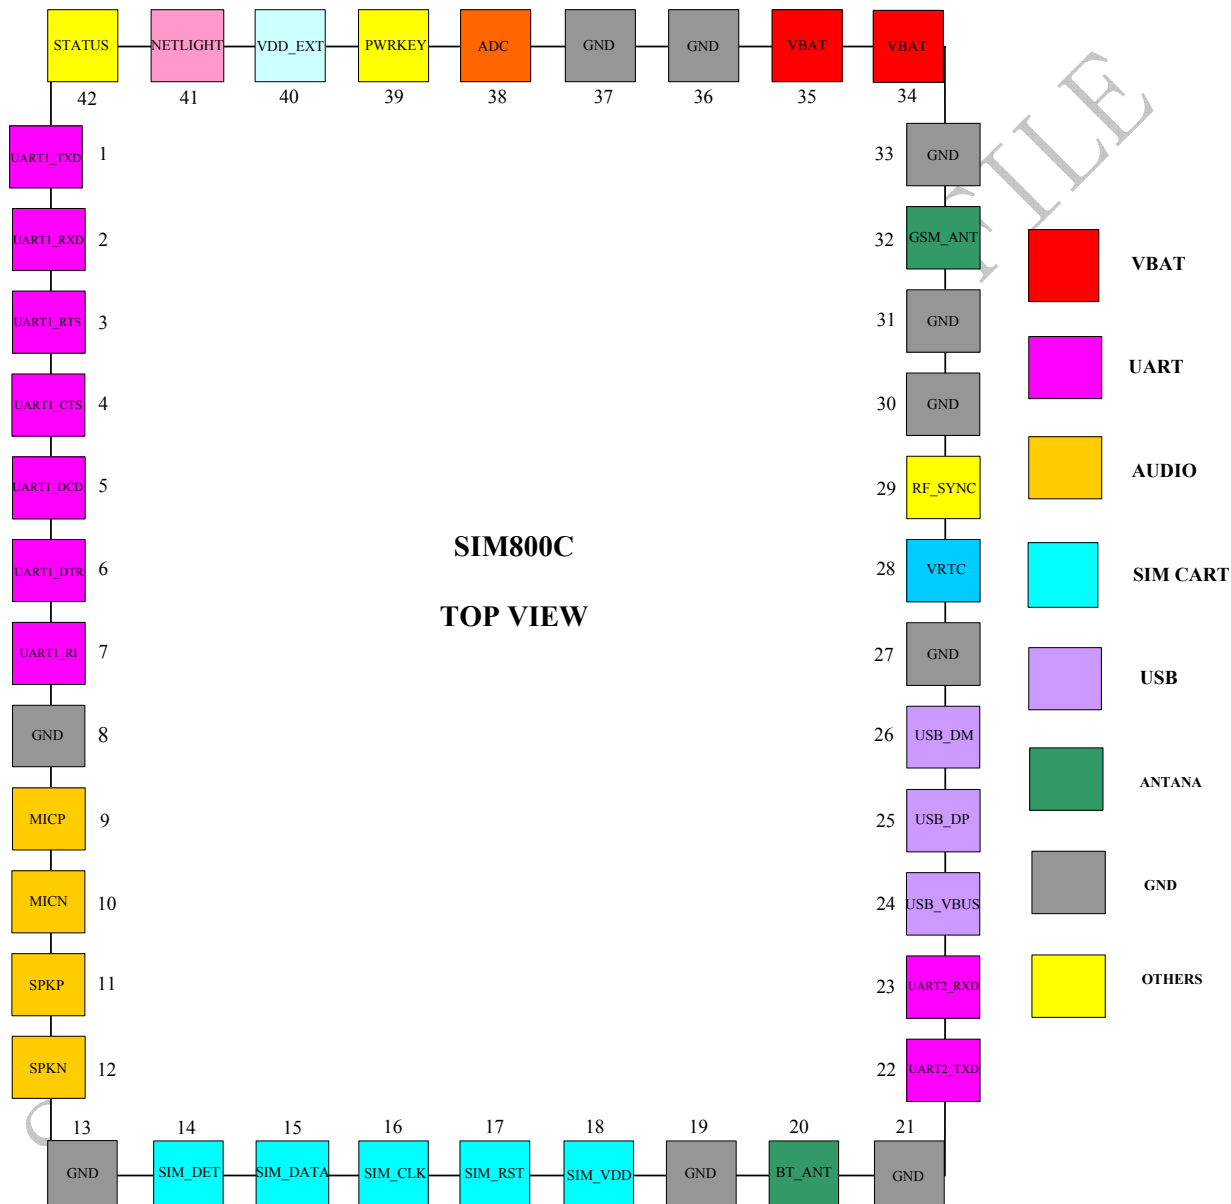 STATUS NETLIGHT VDD_EXT PWRKEY ADC GND GND VBAT VBAT
42 41 40 39 38 37 36 35 34
UART1_TXD 1
UART1_RXD 2
UART1_RTS 3
UART1_CTS 4
UART1_DCD 5
UART1_DTR 6
UART1_RI 7
GND 8
MICP 9
MICN 10
SPKP 11
SPKN 12
SIM800C
TOP VIEW
33 GND
32 GSM_ANT
31 GND
30 GND
29 RF_SYNC
28 VRTC
27 GND
26 USB_DM
25 USB_DP
24 USB_VBUS
23 UART2_RXD
22 UART2_TXD
13 14 15 16 17 18 19 20 21
GND SIM_DET SIM_DATA SIM_CLK SIM_RST SIM_VDD GND BT_ANT GND
FILE
VBAT
UART
AUDIO
SIM CART
USB
ANTANA
GND
OTHERS